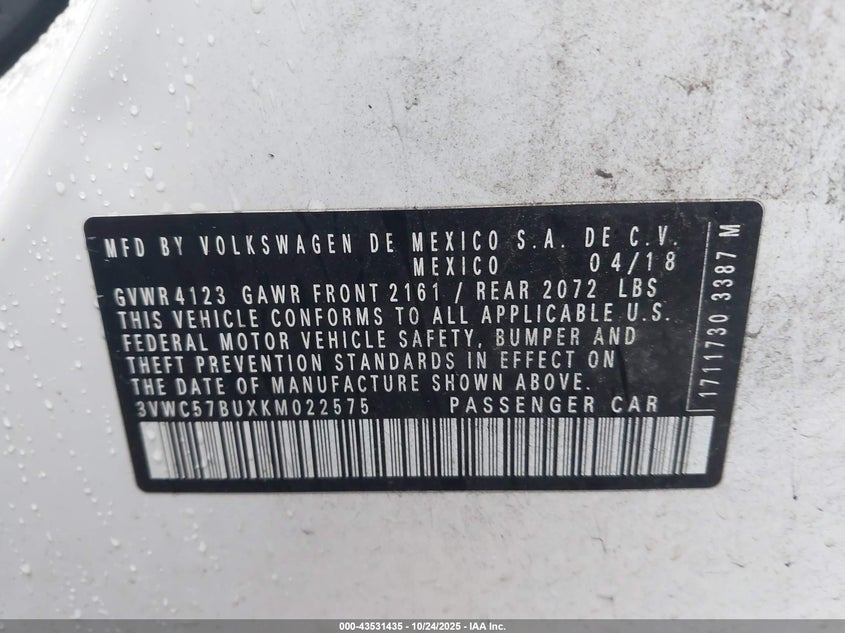 MFD BY VOLKSWAGEN DE MEXICO S.A. DE C.V.
MEXICO 04/18
GVWR 4123 GAWR FRONT 2161 / REAR 2072 LBS
THIS VEHICLE CONFORMS TO ALL APPLICABLE U.S.
FEDERAL MOTOR VEHICLE SAFETY, BUMPER AND
THEFT PREVENTION STANDARDS IN EFFECT ON
THE DATE OF MANUFACTURE SHOWN ABOVE.
3VWC57BUXKM022575 PASSENGER CAR
1711730 3387 M
000-43531435 - 10/24/2025 - IAA Inc.